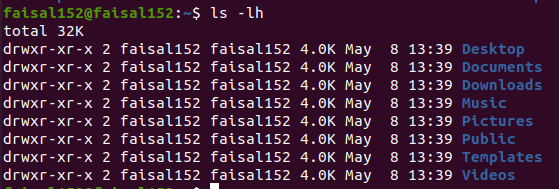 faisal152@faisal152:~$ ls -lh
total 32K
drwxr-xr-x 2 faisal152 faisal152 4.0K May  8 13:39 Desktop
drwxr-xr-x 2 faisal152 faisal152 4.0K May  8 13:39 Documents
drwxr-xr-x 2 faisal152 faisal152 4.0K May  8 13:39 Downloads
drwxr-xr-x 2 faisal152 faisal152 4.0K May  8 13:39 Music
drwxr-xr-x 2 faisal152 faisal152 4.0K May  8 13:39 Pictures
drwxr-xr-x 2 faisal152 faisal152 4.0K May  8 13:39 Public
drwxr-xr-x 2 faisal152 faisal152 4.0K May  8 13:39 Templates
drwxr-xr-x 2 faisal152 faisal152 4.0K May  8 13:39 Videos